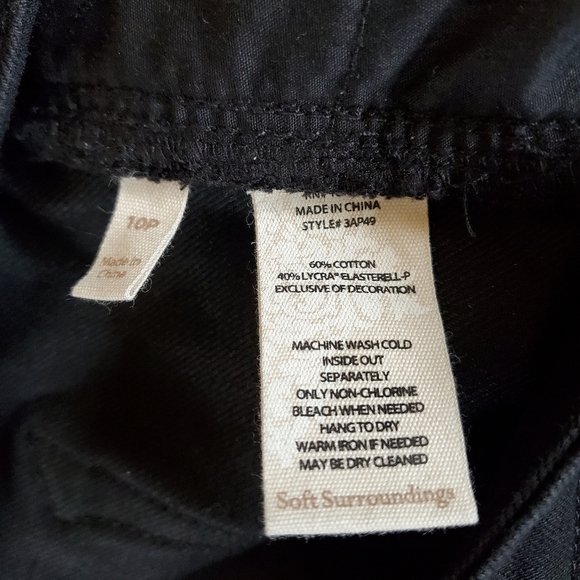 10P
Made in
China
MADE IN CHINA
STYLE# 3AP49
60% COTTON
40% LYCRA® ELASTERELL-P
EXCLUSIVE OF DECORATION
MACHINE WASH COLD
INSIDE OUT
SEPARATELY
ONLY NON-CHLORINE
BLEACH WHEN NEEDED
HANG TO DRY
WARM IRON IF NEEDED
MAY BE DRY CLEANED
Soft Surroundings